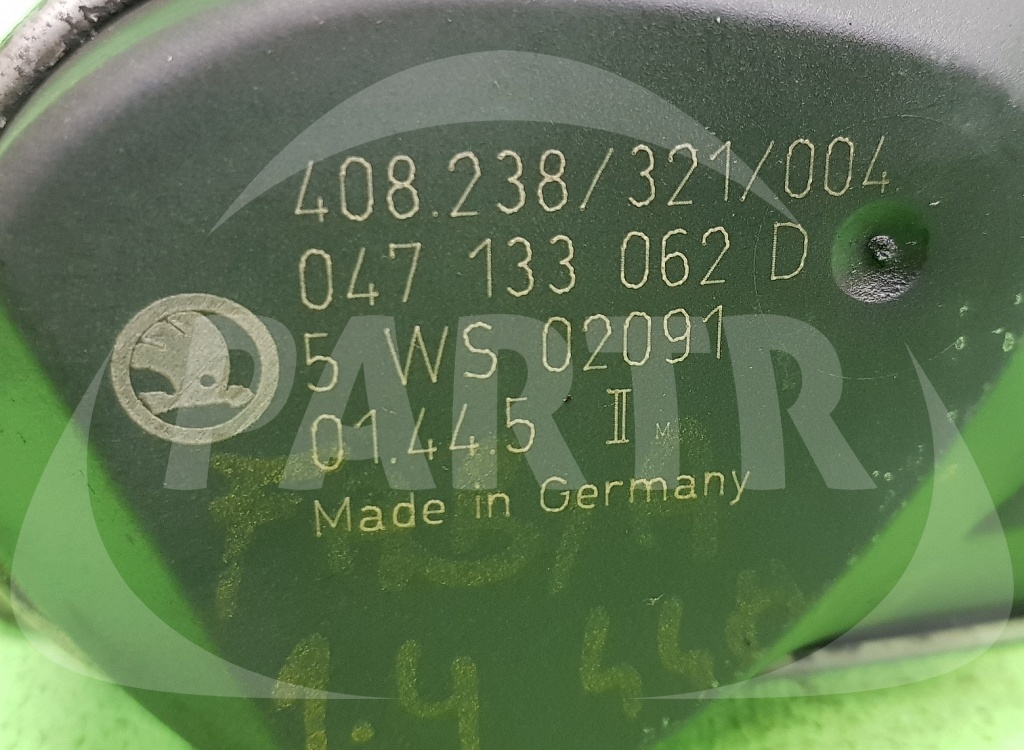 408.238/321/004
047 133 062 D
5 WS 02091
01.44.5 II M
Made in Germany
PARTR
1.4 44